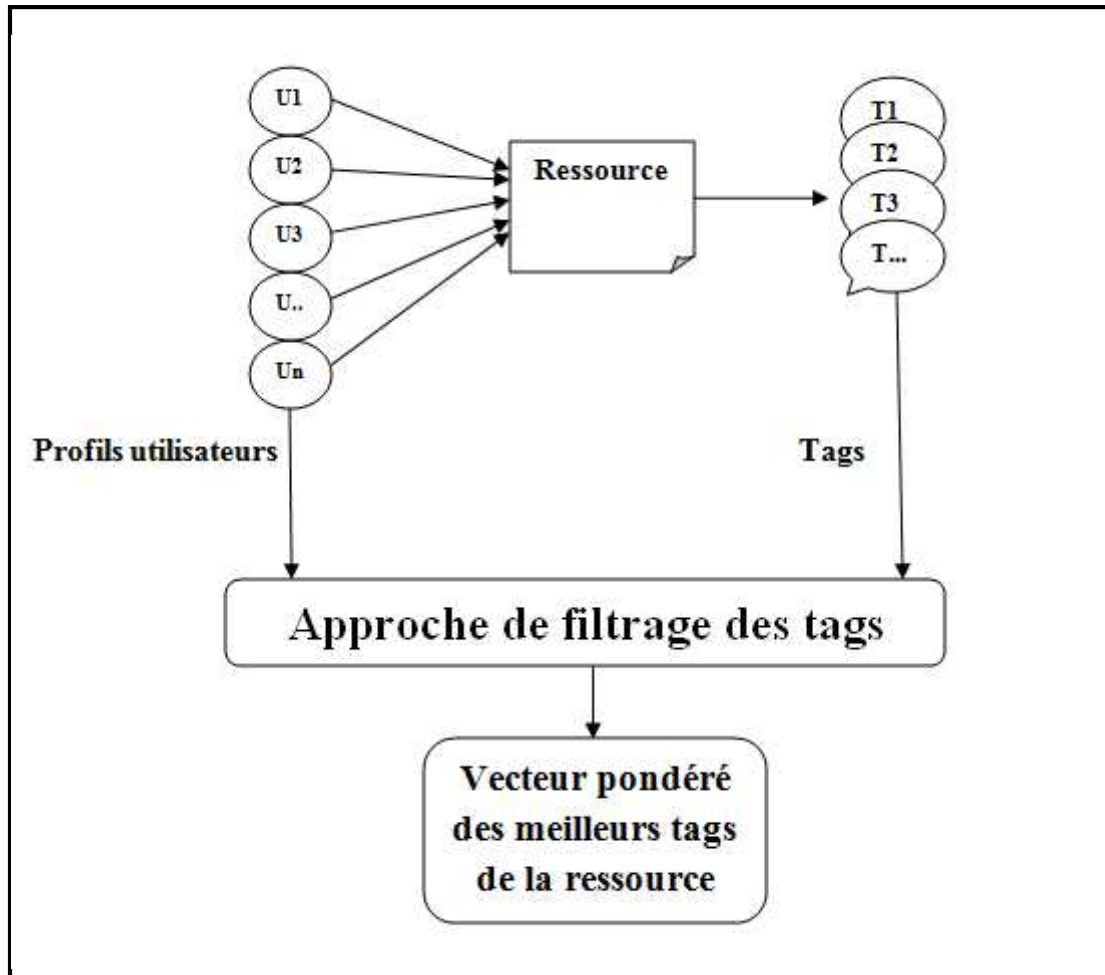 U1
U2
U3
U..
Un
Ressource
T1
T2
T3
T...
Profils utilisateurs
Tags
Approche de filtrage des tags
Vecteur pondéré
des meilleurs tags
de la ressource